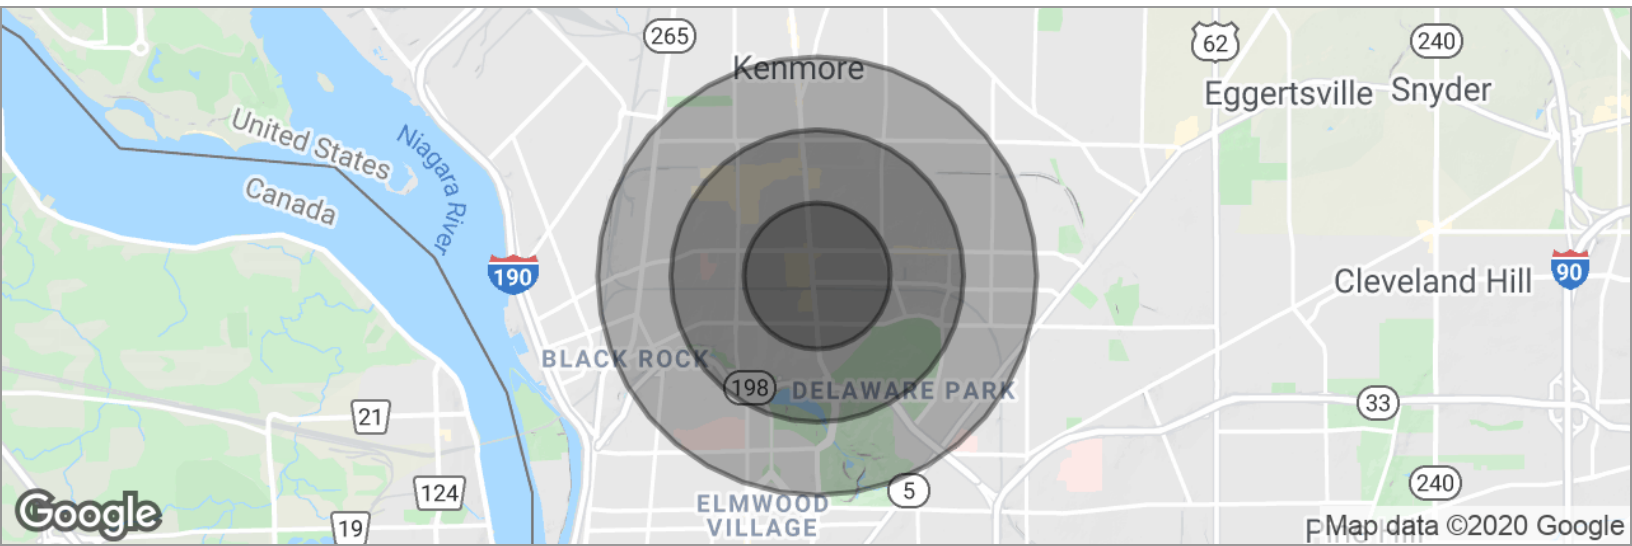 265
62
240
Kenmore
Eggertsville
Snyder
United States
Niagara River
Canada
190
90
Cleveland Hill
BLACK ROCK
198
DELAWARE PARK
33
21
124
5
240
ELMWOOD
VILLAGE
Google
19
Map data ©2020 Google